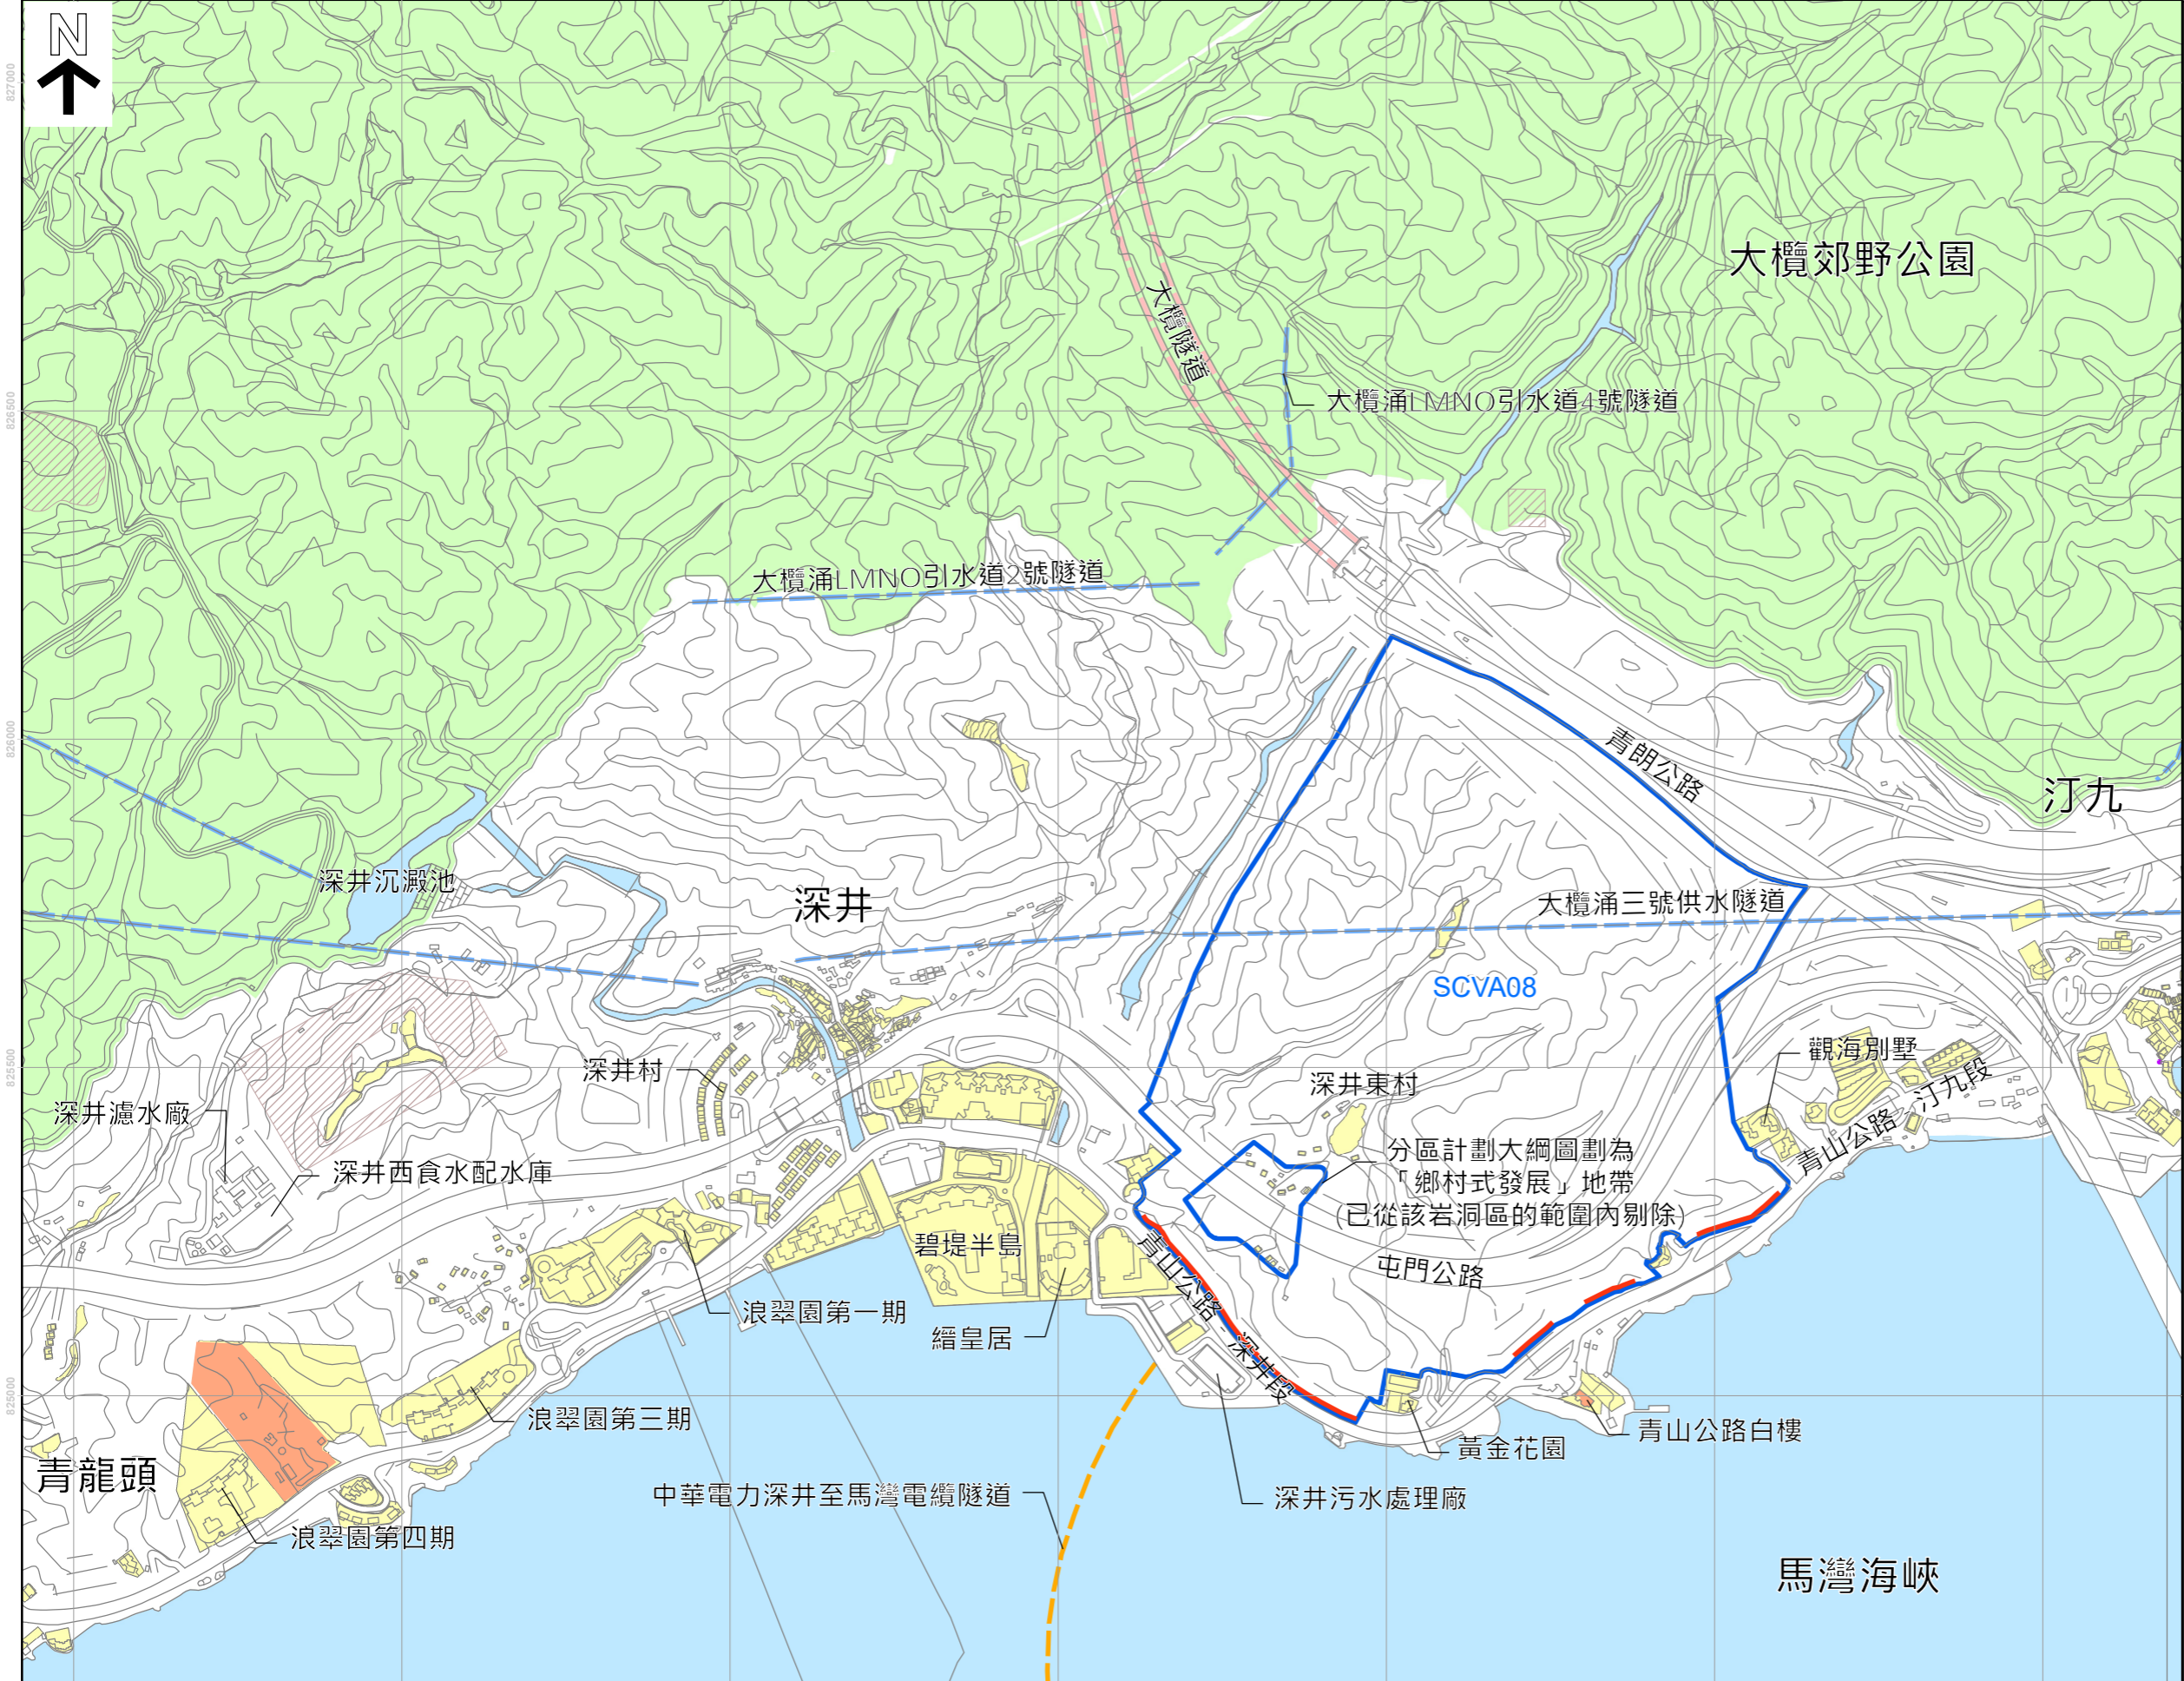 N
827000
大欖郊野公園
大欖隧道
826500
大欖涌LMNO引水道4號隧道
大欖涌LMNO引水道2號隧道
826000
青朗公路
汀九
深井沉澱池
深井
大欖涌三號供水隧道
SCVA08
825500
深井村
深井東村
觀海別墅
深井濾水廠
青山公路 - 汀九段
深井西食水配水庫
分區計劃大綱圖劃為
「鄉村式發展」地帶
(已從該岩洞區的範圍內剔除)
碧堤半島
屯門公路
青山公路 - 深井段
浪翠園第一期
縉皇居
825000
浪翠園第三期
青山公路白樓
黃金花園
青龍頭
中華電力深井至馬灣電纜隧道
深井污水處理廠
浪翠園第四期
馬灣海峽